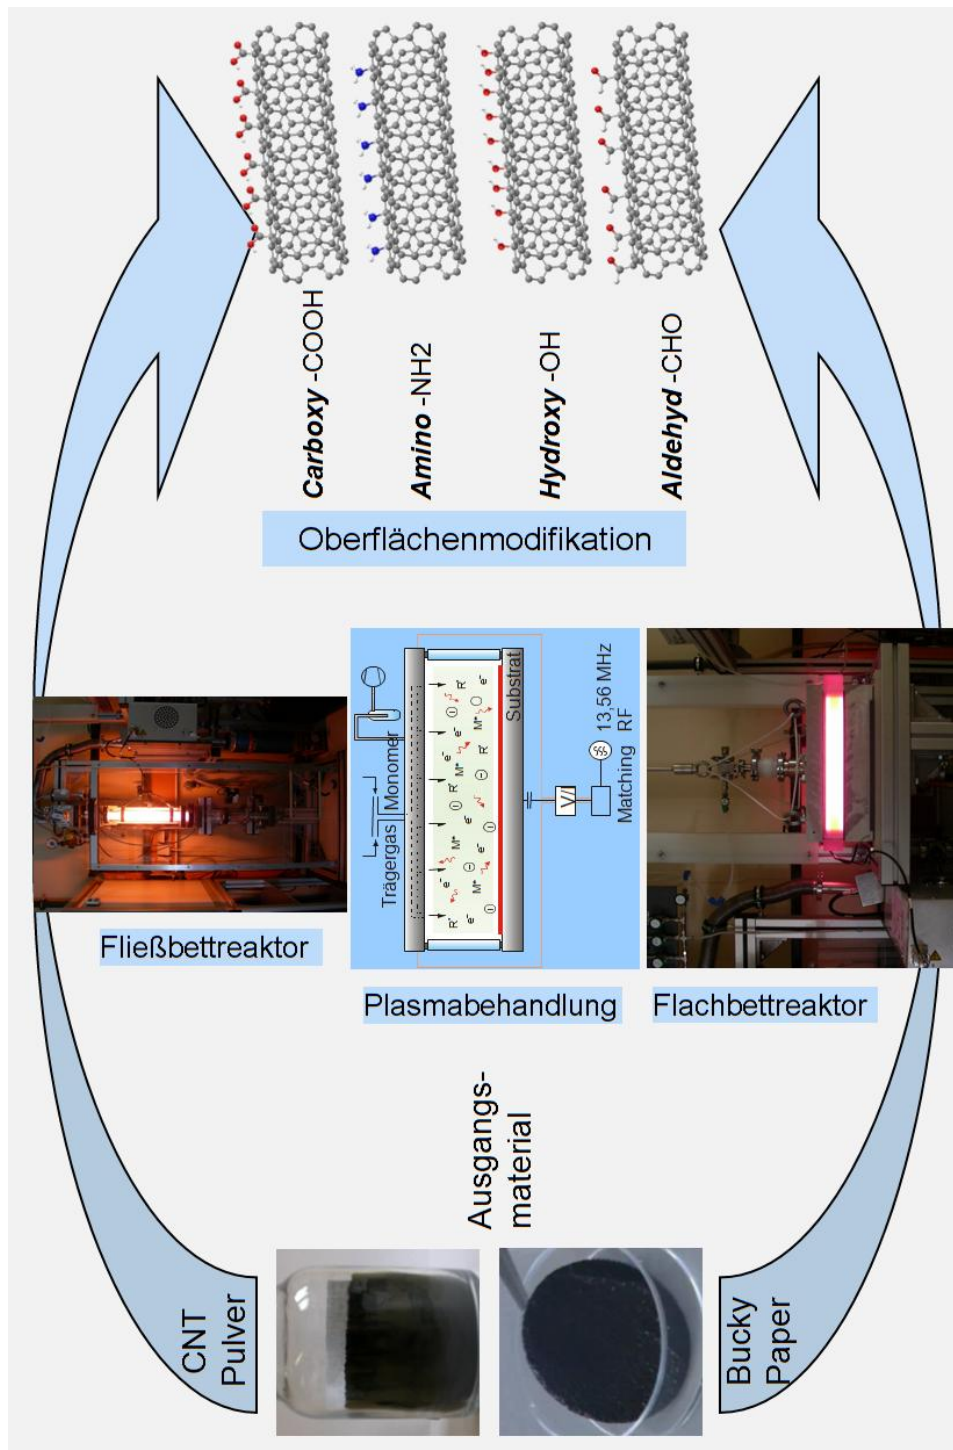 Carboxy -COOH
Amino -NH2
Hydroxy -OH
Aldehyd -CHO
Oberflächenmodifikation
Fließbettreaktor
Trägergas
Monomer
R'
e⁻
M*
e⁻
R'
M*
e⁻
e⁻
M*
e⁻
R'
e⁻
M*
R'
e⁻
e⁻
Substrat
V/I
Matching
13,56 MHz
RF
Plasmabehandlung
Flachbettreaktor
Ausgangs-
material
CNT
Pulver
Bucky
Paper